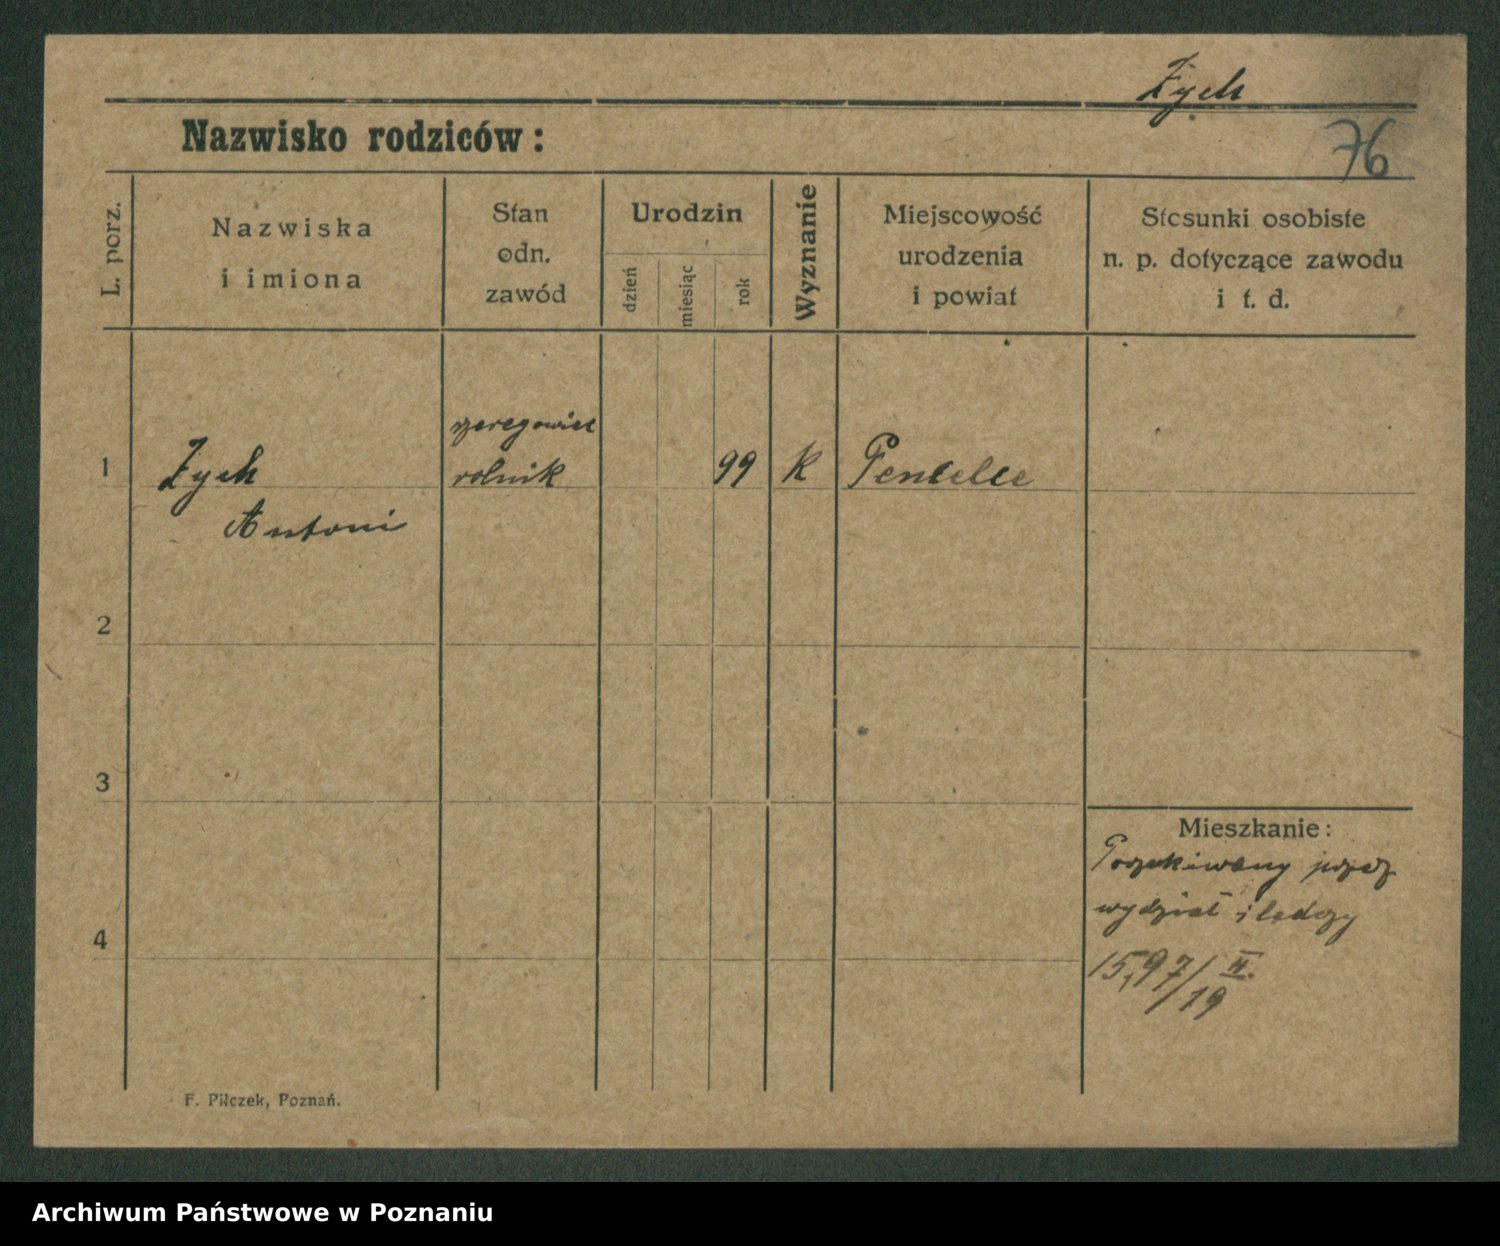 Zych
Nazwisko rodziców:
76
L. porz.
Nazwiska
i imiona
Stan
odn.
zawód
Urodzin
dzień
miesiąc
rok
Wyznanie
Miejscowość
urodzenia
i powiat
Stosunki osobiste
n. p. dotyczące zawodu
i t. d.
1
Zych
Antoni
szeregowiec
rolnik
99
K
2
3
4
Mieszkanie:
Poszukiwany przez
wydział śledczy
15,97/II.
/19
F. Pilczek, Poznań.
Archiwum Państwowe w Poznaniu